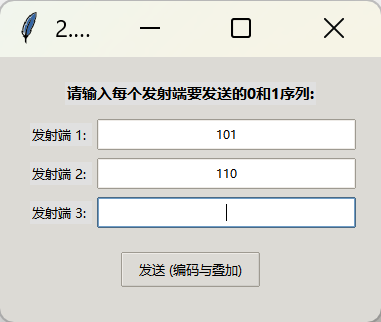 2....
请输入每个发射端要发送的0和1序列:
发射端 1: 101
发射端 2: 110
发射端 3:
发送 (编码与叠加)